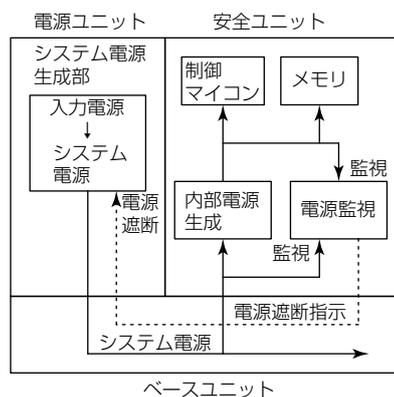 電源ユニット
安全ユニット
システム電源
生成部
入力電源
システム
電源
電源
遮断
制御
マイコン
メモリ
監視
内部電源
生成
電源監視
監視
電源遮断指示
システム電源
ベースユニット